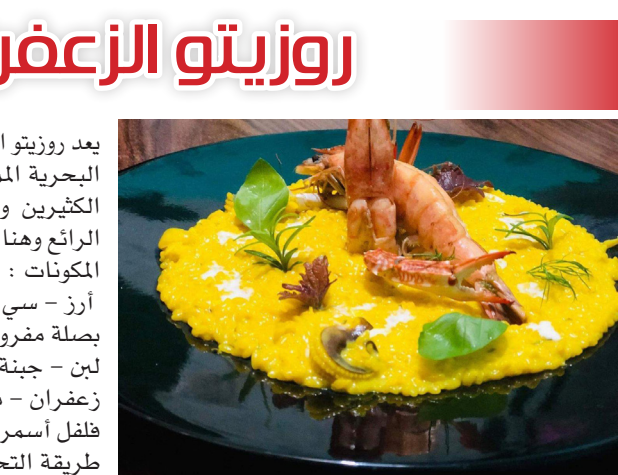 روزيتو الزعفر
يعد روزيتو ا
البحرية المر
الكثيرين و
الرائع وهنا
المكونات :
أرز – سي
بصلة مفرو
لبن – جبنة
زعفران –
فلفل أسمر
طريقة التح